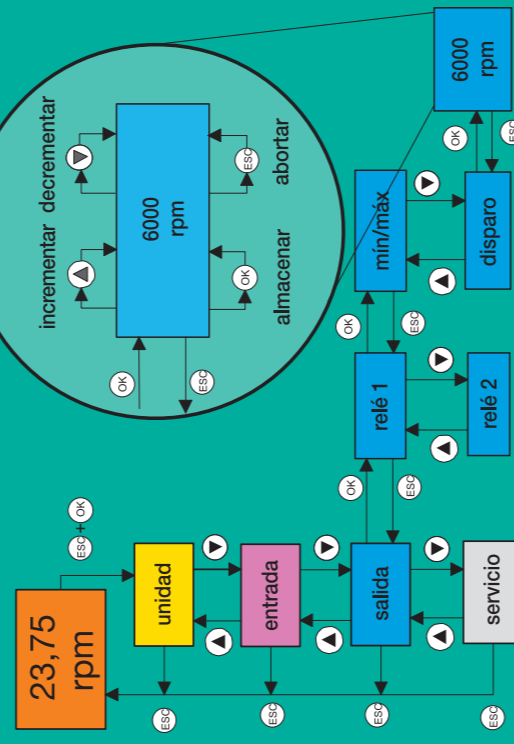 incrementar
decrementar
6000
rpm
OK
ESC
OK
ESC
almacenar
abortar
6000
rpm
OK
ESC
mín/máx
disparo
OK
ESC
relé 1
relé 2
OK
ESC
23,75
rpm
ESC + OK
unidad
entrada
salida
servicio
ESC
ESC
ESC
ESC